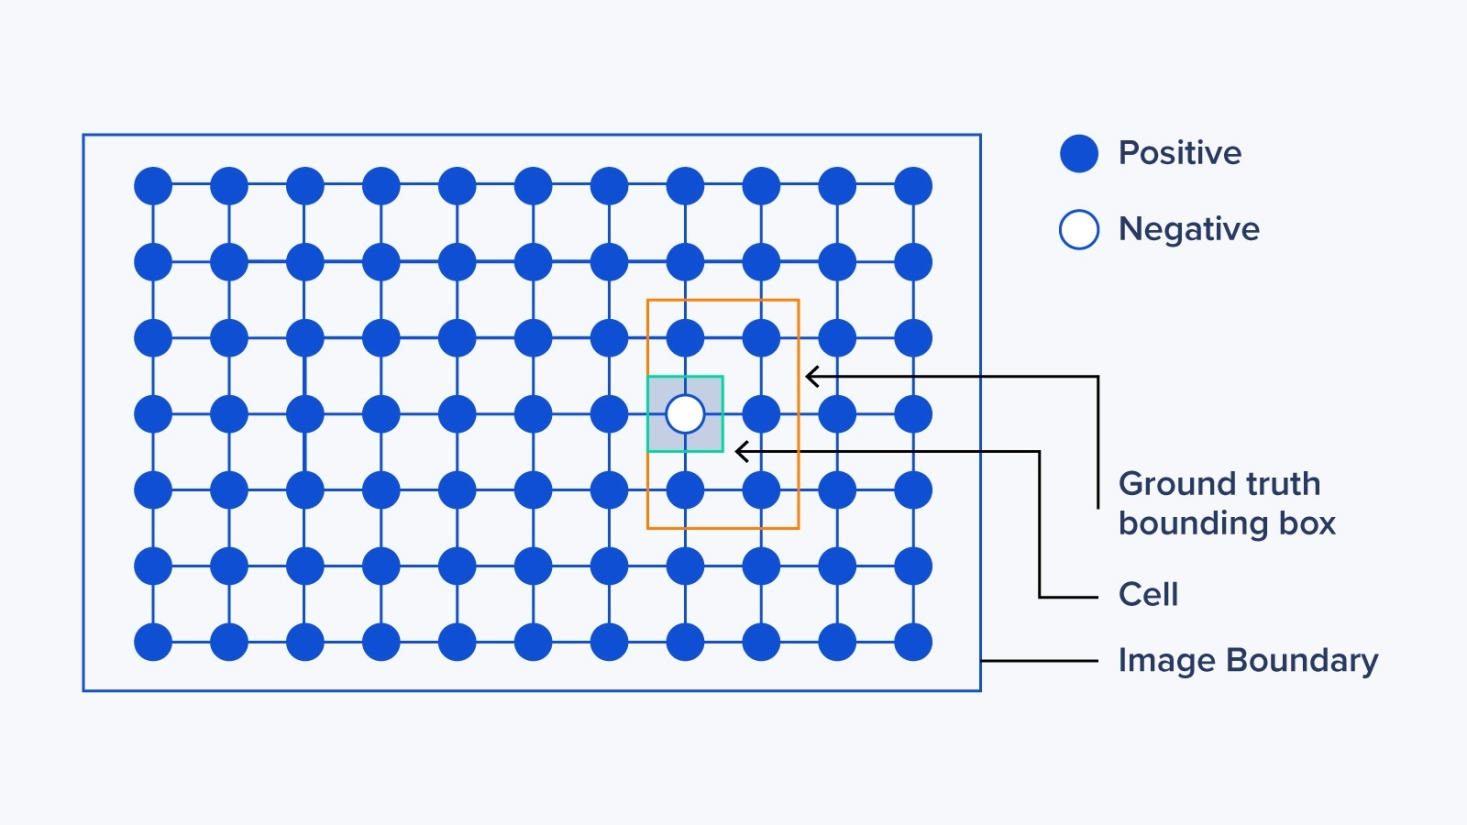 Positive
Negative
Ground truth
bounding box
Cell
Image Boundary